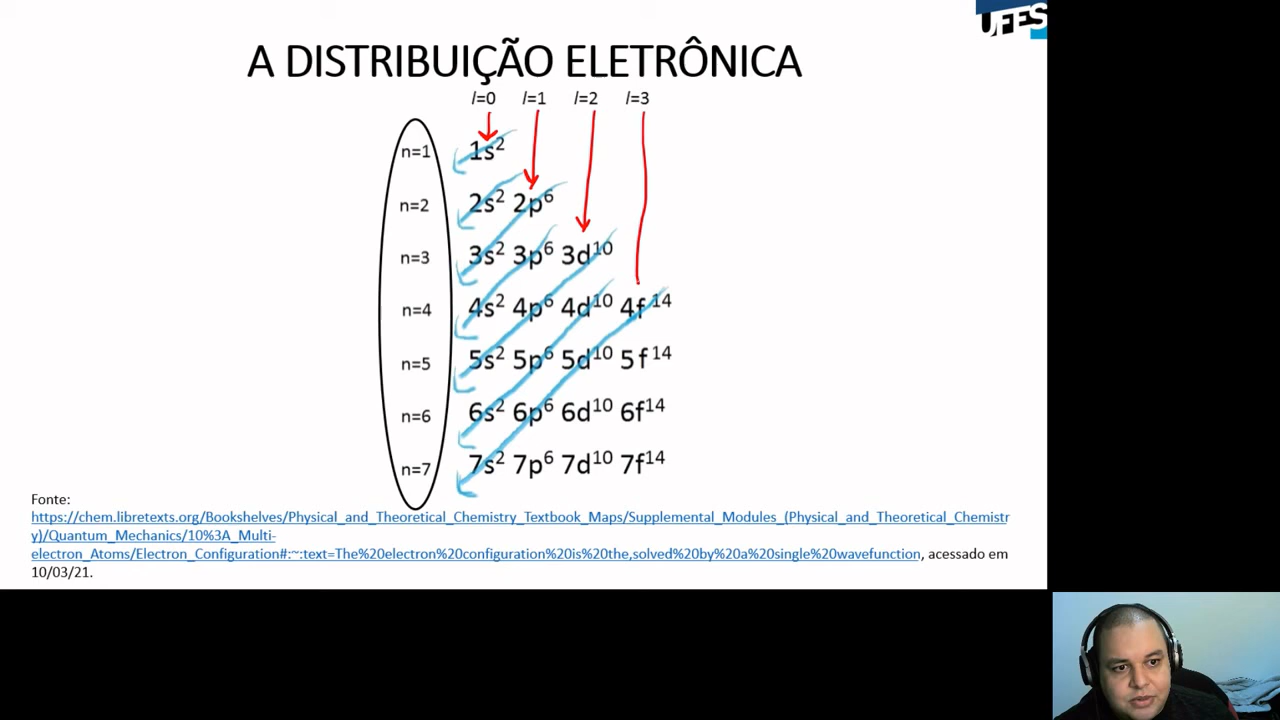 UFES
A DISTRIBUIÇÃO ELETRÔNICA
l=0 l=1 l=2 l=3
n=1 1s²
n=2 2s² 2p⁶
n=3 3s² 3p⁶ 3d¹⁰
n=4 4s² 4p⁶ 4d¹⁰ 4f¹⁴
n=5 5s² 5p⁶ 5d¹⁰ 5f¹⁴
n=6 6s² 6p⁶ 6d¹⁰ 6f¹⁴
n=7 7s² 7p⁶ 7d¹⁰ 7f¹⁴
Fonte:
https://chem.libretexts.org/Bookshelves/Physical_and_Theoretical_Chemistry_Textbook_Maps/Supplemental_Modules_(Physical_and_Theoretical_Chemistr
y)/Quantum_Mechanics/10%3A_Multi-
electron_Atoms/Electron_Configuration#:~:text=The%20electron%20configuration%20is%20the,solved%20by%20a%20single%20wavefunction, acessado em
10/03/21.